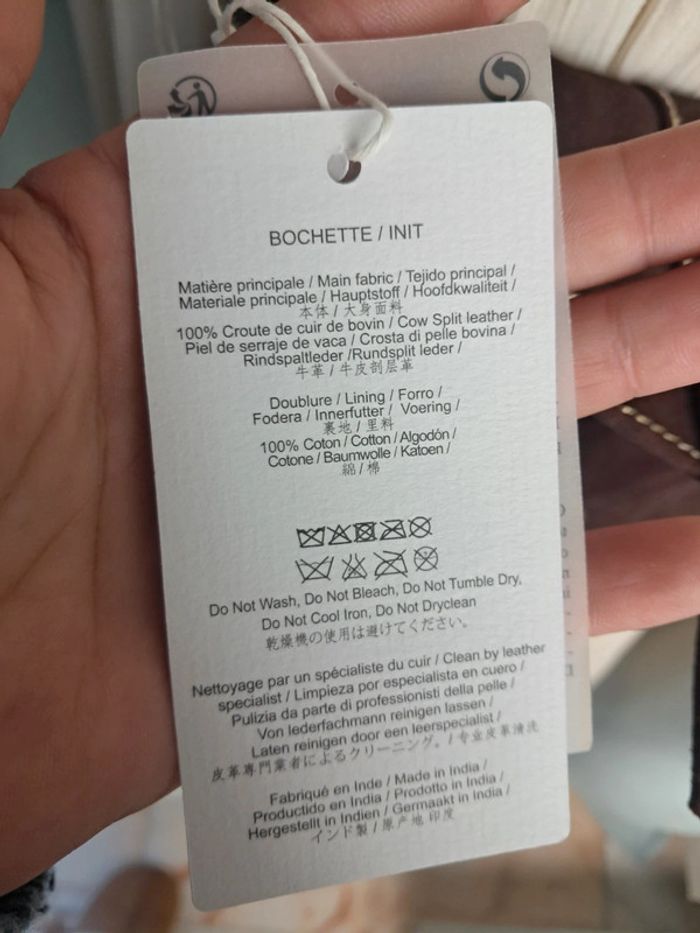 BOCHETTE / INIT
Matière principale / Main fabric / Tejido principal /
Materiale principale / Hauptstoff / Hoofdkwaliteit /
本体 / 大身面料
100% Croute de cuir de bovin / Cow Split leather /
Piel de serraje de vaca / Crosta di pelle bovina /
Rindspaltleder /Rundsplit leder /
牛革 / 牛皮剖层革
Doublure / Lining / Forro /
Fodera / Innerfutter / Voering /
裏地 / 里料
100% Coton / Cotton / Algodón /
Cotone / Baumwolle / Katoen /
綿 / 棉
Do Not Wash, Do Not Bleach, Do Not Tumble Dry,
Do Not Cool Iron, Do Not Dryclean
乾燥機の使用は避けてください。
Nettoyage par un spécialiste du cuir / Clean by leather
specialist / Limpieza por especialista en cuero /
Pulizia da parte di professionisti della pelle /
Von lederfachmann reinigen lassen /
Laten reinigen door een leerspecialist /
皮革専門業者によるクリーニング。 / 专业皮革清洗
Fabriqué en Inde / Made in India /
Productido en India / Prodotto in India /
Hergestellt in Indien / Germaakt in India /
インド製 / 原产地 印度